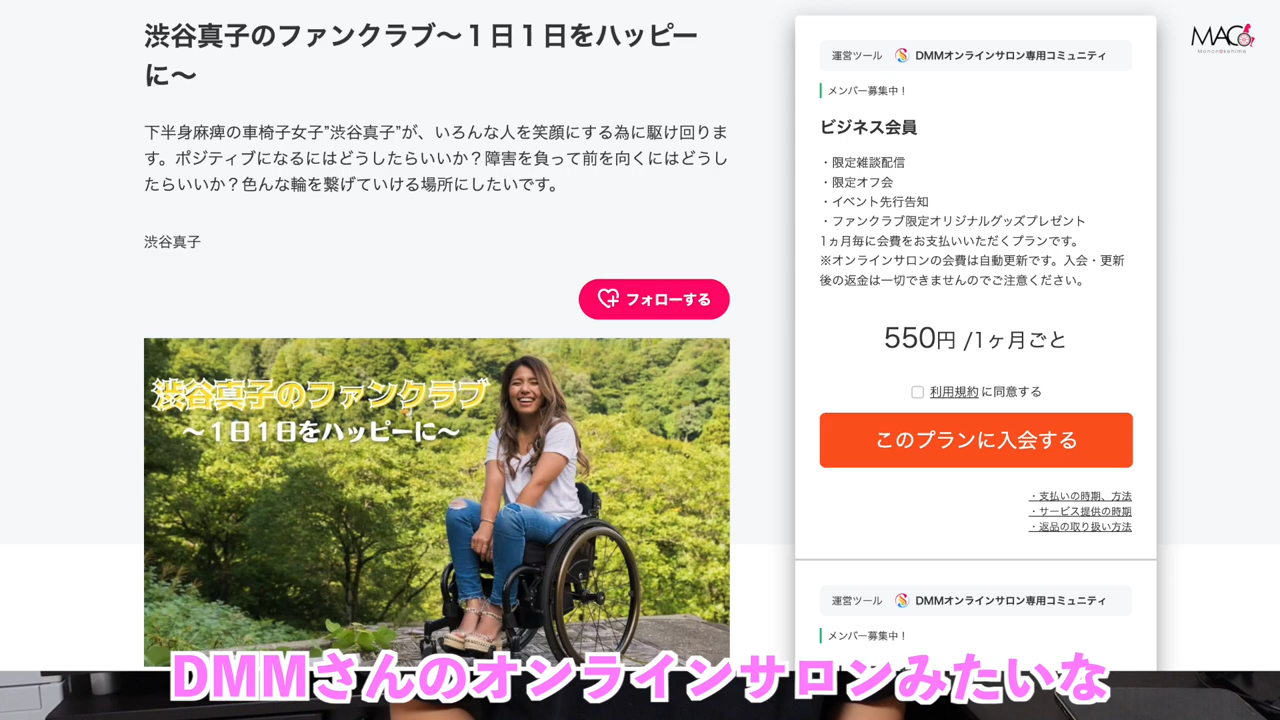 渋谷真子のファンクラブ〜１日１日をハッピー
に〜
下半身麻痺の車椅子女子”渋谷真子”が、いろんな人を笑顔にする為に駆け回りま
す。ポジティブになるにはどうしたらいいか？障害を負って前を向くにはどうし
たらいいか？色んな輪を繋げていける場所にしたいです。
渋谷真子
フォローする
渋谷真子のファンクラブ
〜１日１日をハッピーに〜
MACo
運営ツール DMMオンラインサロン専用コミュニティ
メンバー募集中！
ビジネス会員
・限定雑談配信
・限定オフ会
・イベント先行告知
・ファンクラブ限定オリジナルグッズプレゼント
1ヵ月毎に会費をお支払いいただくプランです。
※オンラインサロンの会費は自動更新です。入会・更新
後の返金は一切できませんのでご注意ください。
550円 /1ヶ月ごと
利用規約に同意する
このプランに入会する
・支払いの時期、方法
・サービス提供の時期
・返品の取り扱い方法
運営ツール DMMオンラインサロン専用コミュニティ
メンバー募集中！
DMMさんのオンラインサロンみたいな